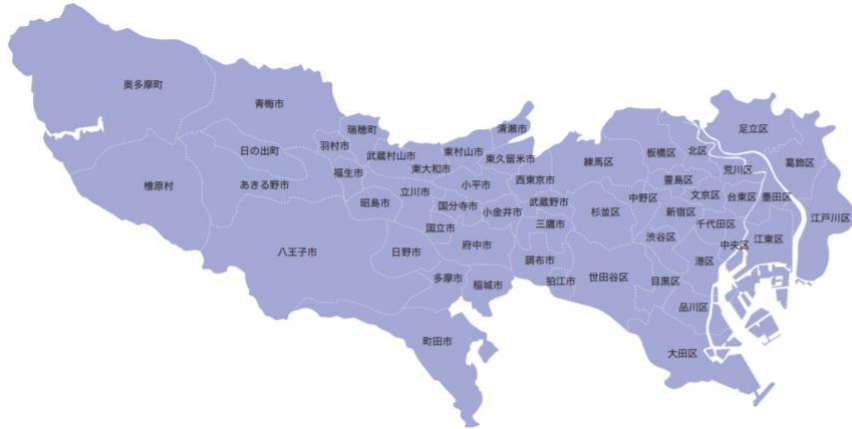 奥多摩町
青梅市
瑞穂町
清瀬市
足立区
日の出町
羽村市
武蔵村山市
東村山市
東久留米市
東大和市
練馬区
板橋区
北区
荒川区
葛飾区
檜原村
あきる野市
福生市
昭島市
立川市
小平市
西東京市
豊島区
文京区
台東区
墨田区
江戸川区
国分寺市
小金井市
武蔵野市
三鷹市
中野区
杉並区
新宿区
千代田区
国立市
渋谷区
中央区
江東区
八王子市
日野市
府中市
調布市
港区
多摩市
稲城市
狛江市
世田谷区
目黒区
品川区
町田市
大田区